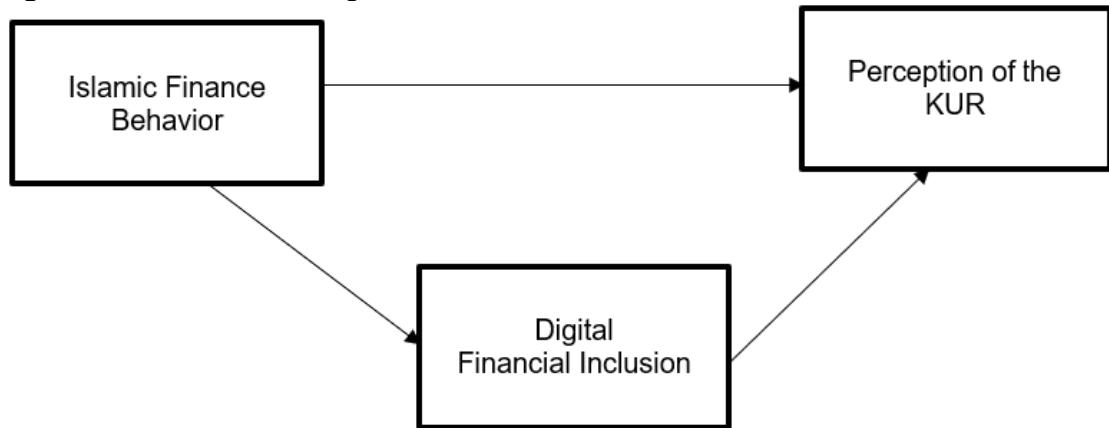 Islamic Finance
Behavior
Perception of the
KUR
Digital
Financial Inclusion